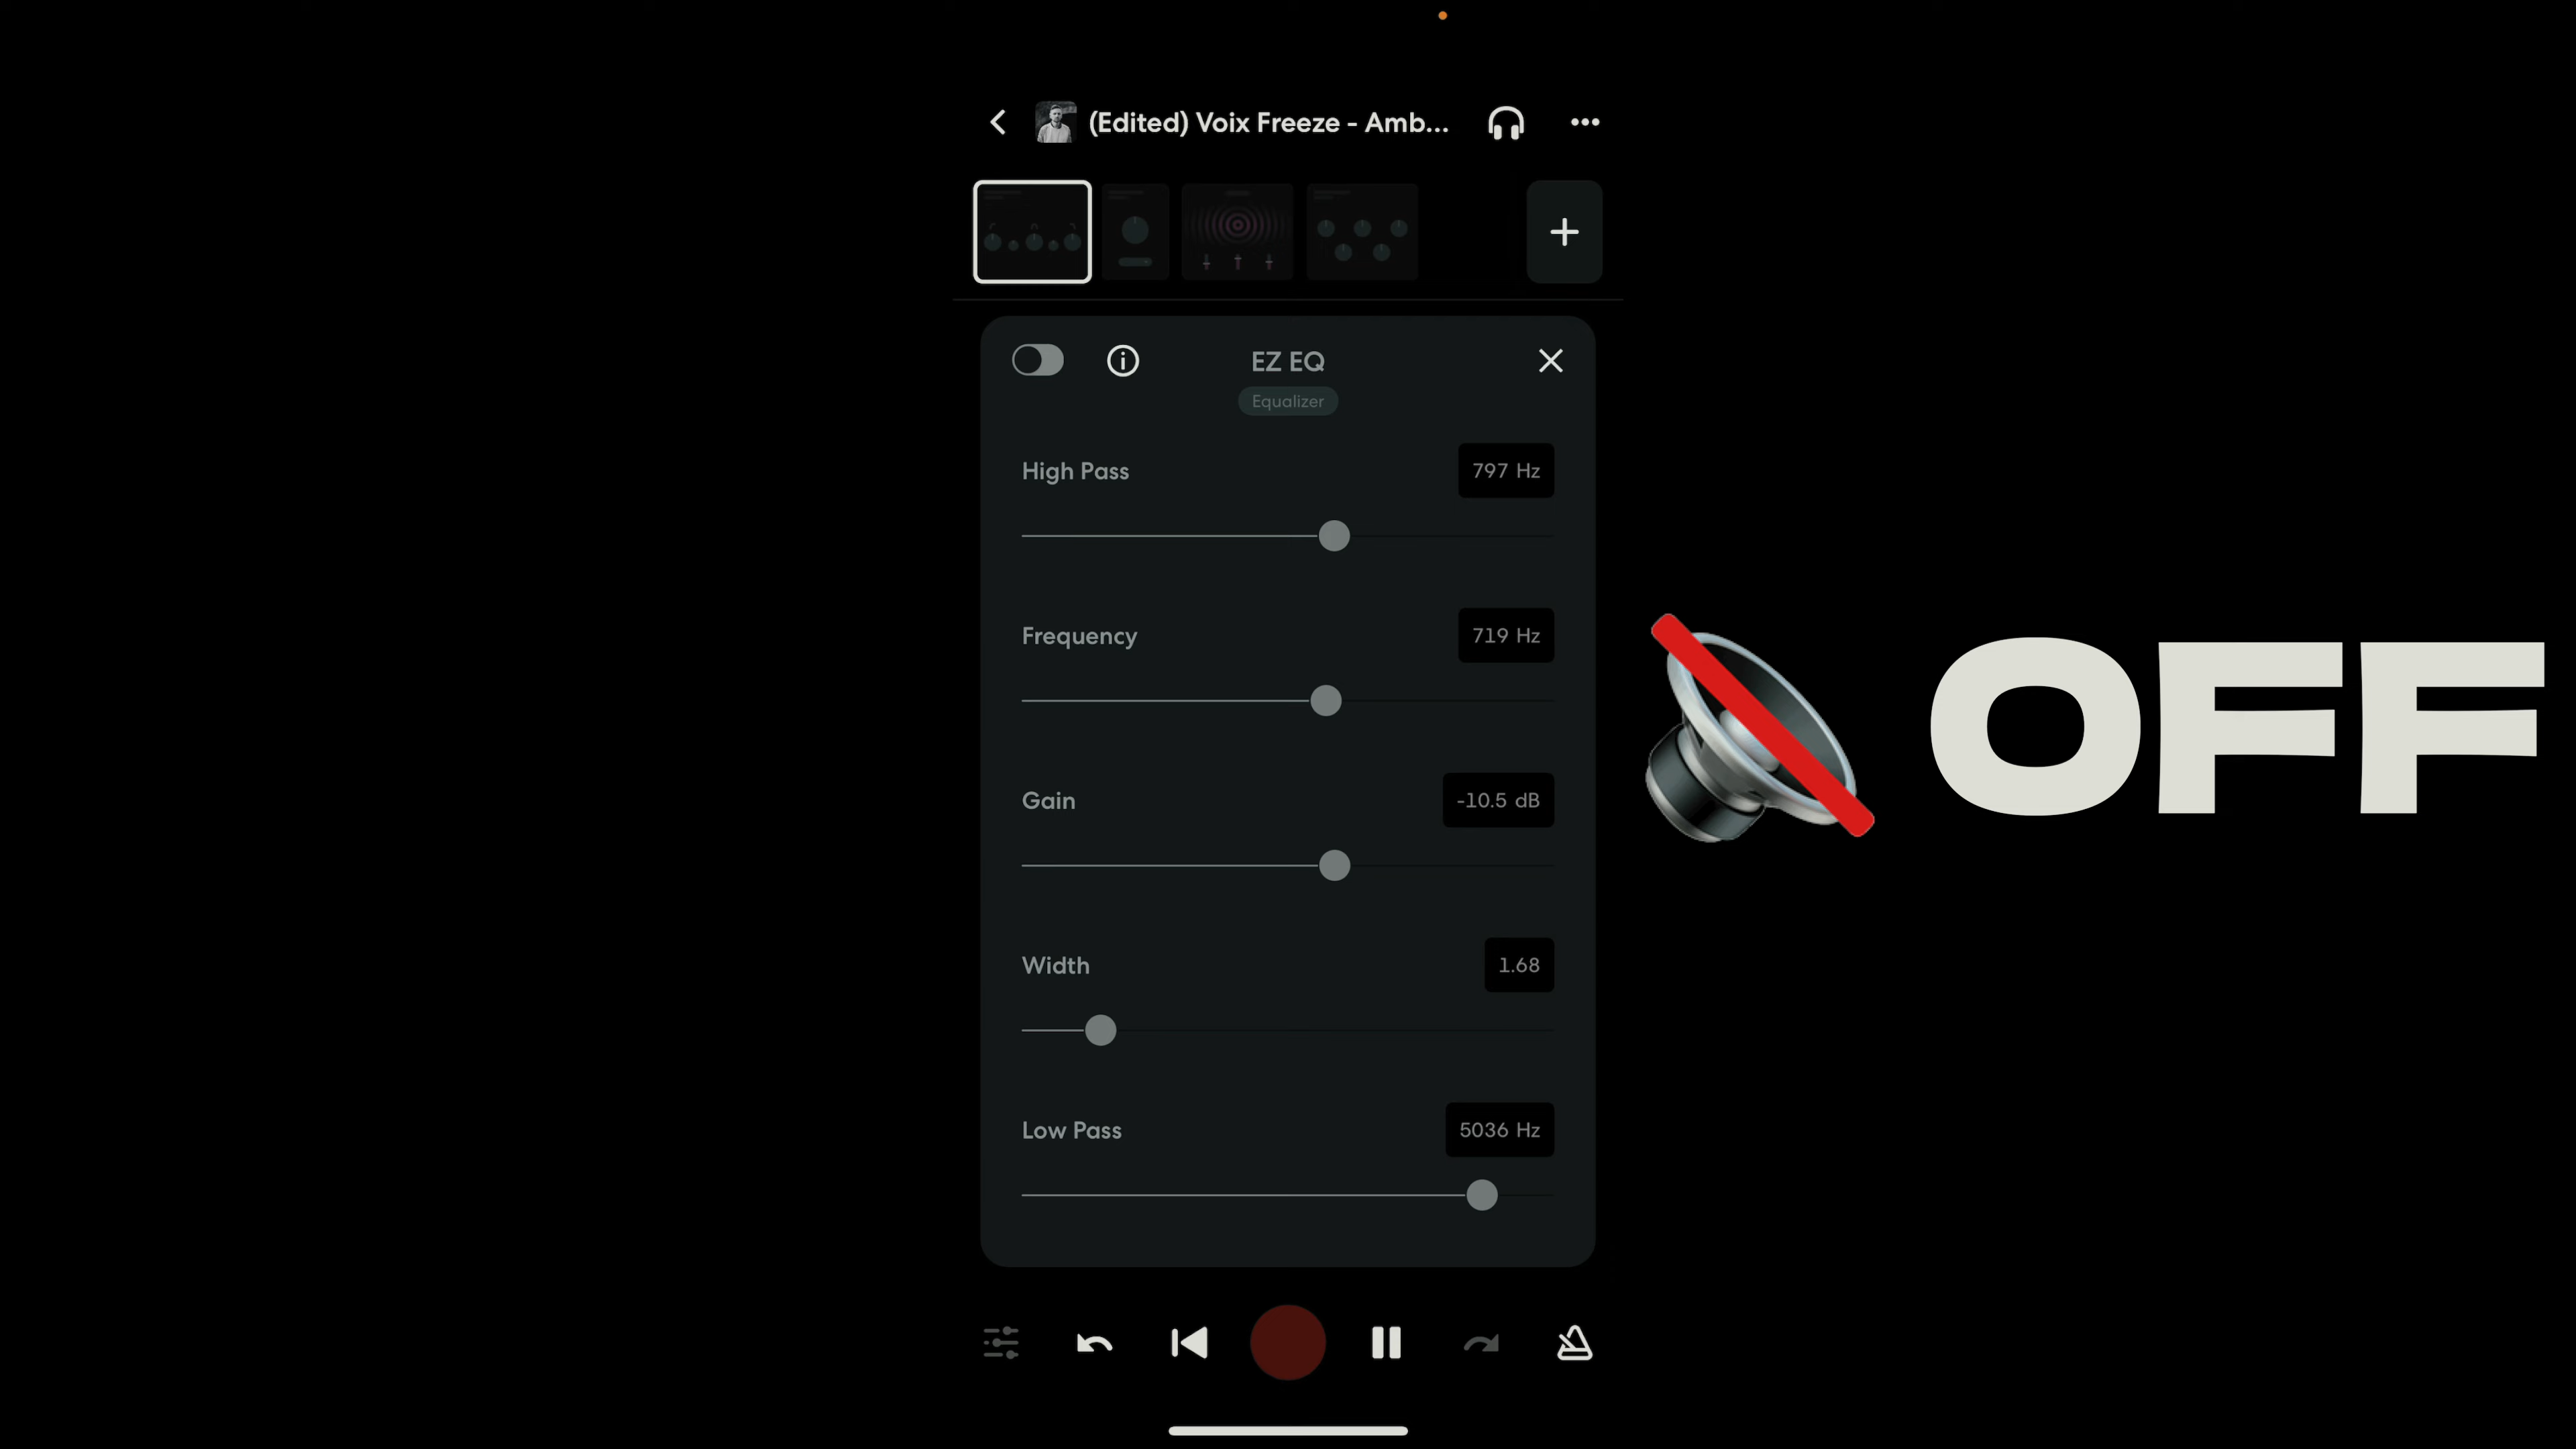 (Edited) Voix Freeze - Amb...
EZ EQ
Equalizer
High Pass
797 Hz
Frequency
719 Hz
Gain
-10.5 dB
Width
1.68
Low Pass
5036 Hz
OFF